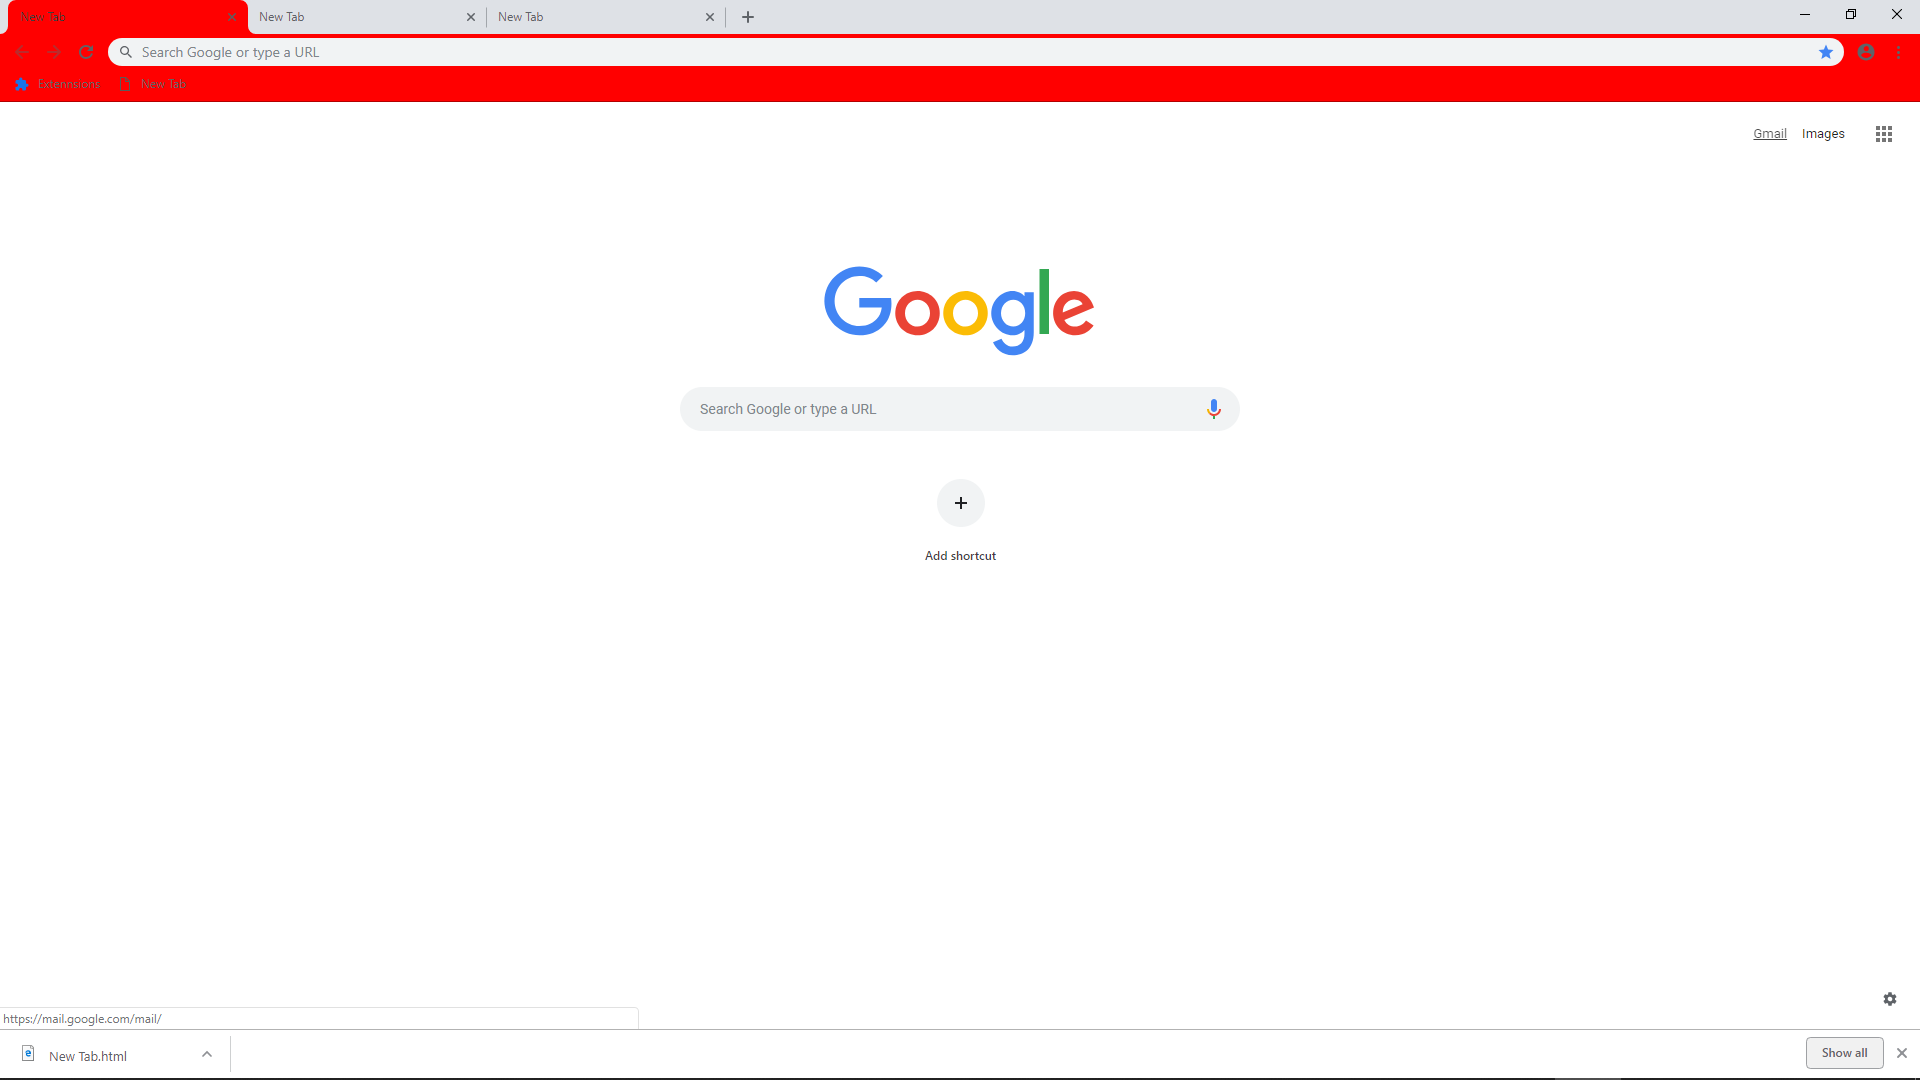 New Tab New Tab New Tab
Search Google or type a URL
Extennsions New Tab
Gmail Images
Google
Search Google or type a URL
Add shortcut
https://mail.google.com/mail/
New Tab.html Show all